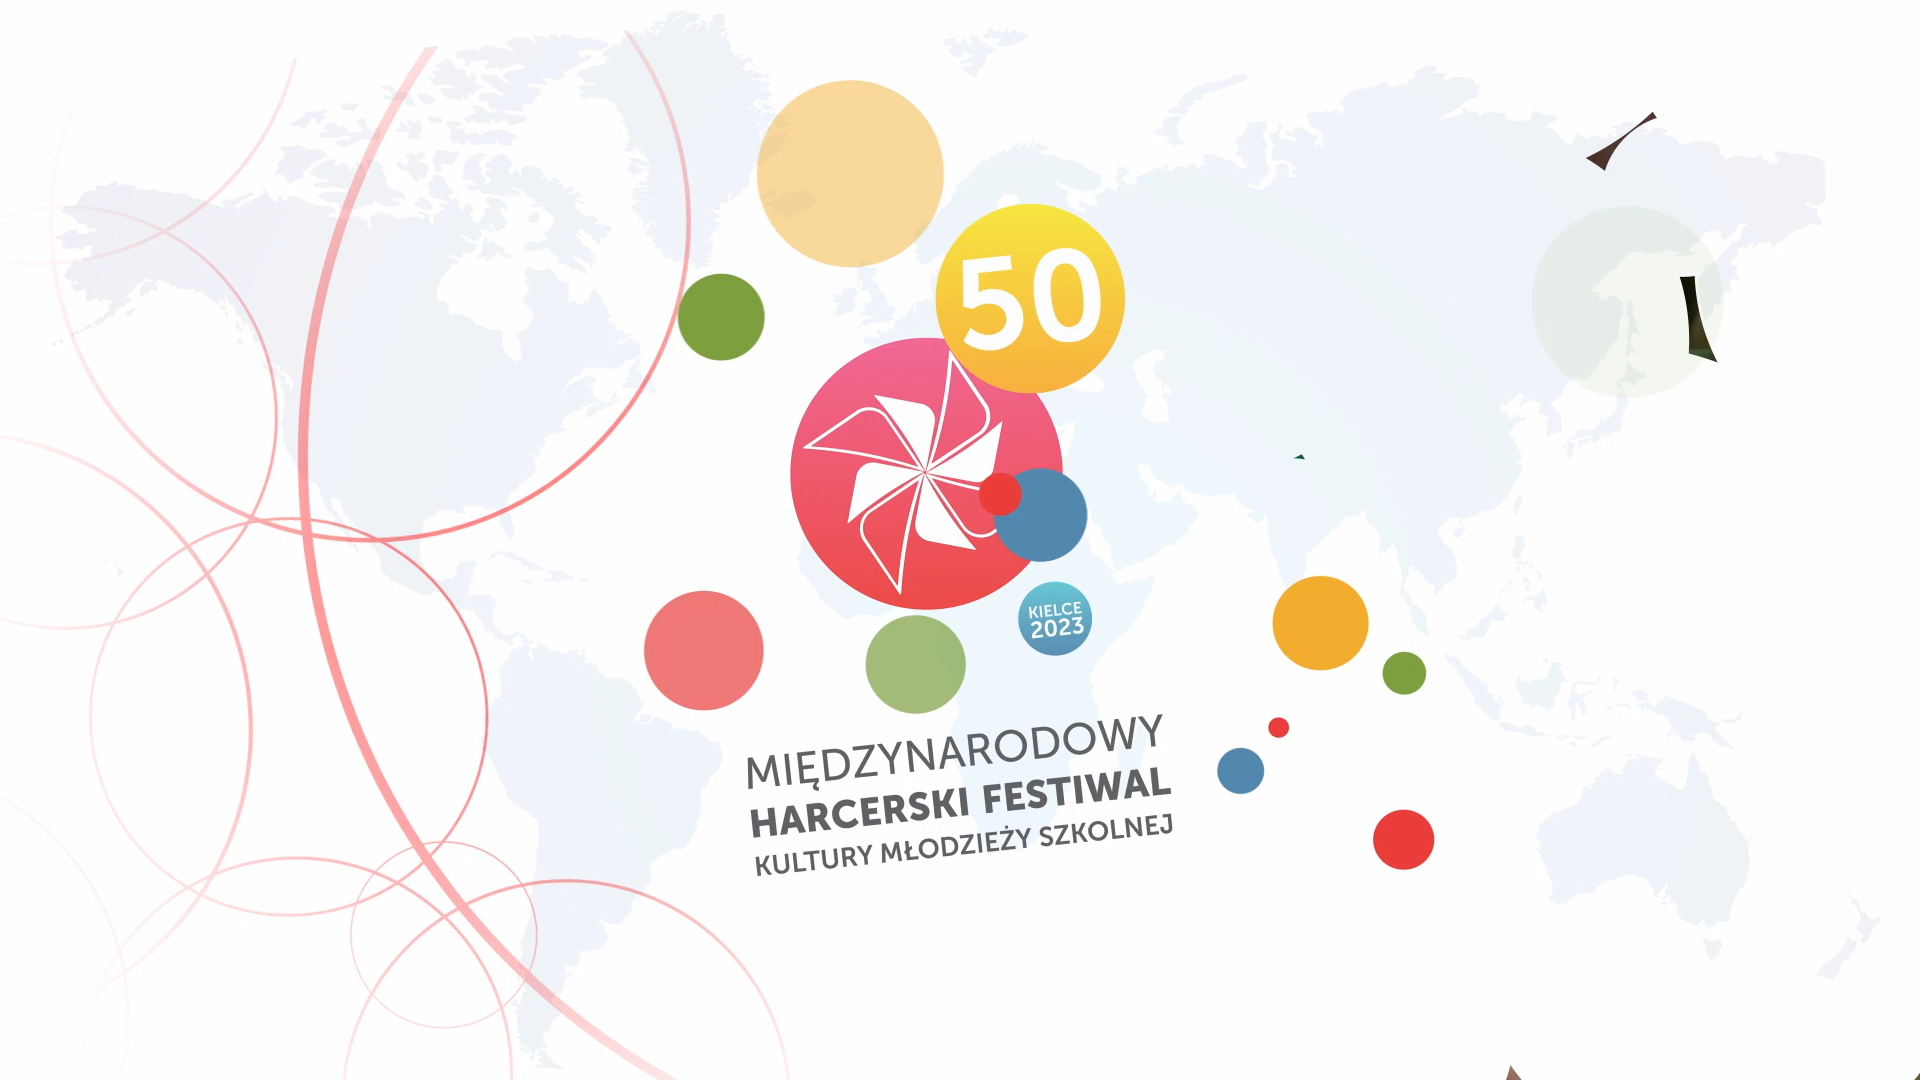 50
KIELCE
2023
MIĘDZYNARODOWY
HARCERSKI FESTIWAL
KULTURY MŁODZIEŻY SZKOLNEJ